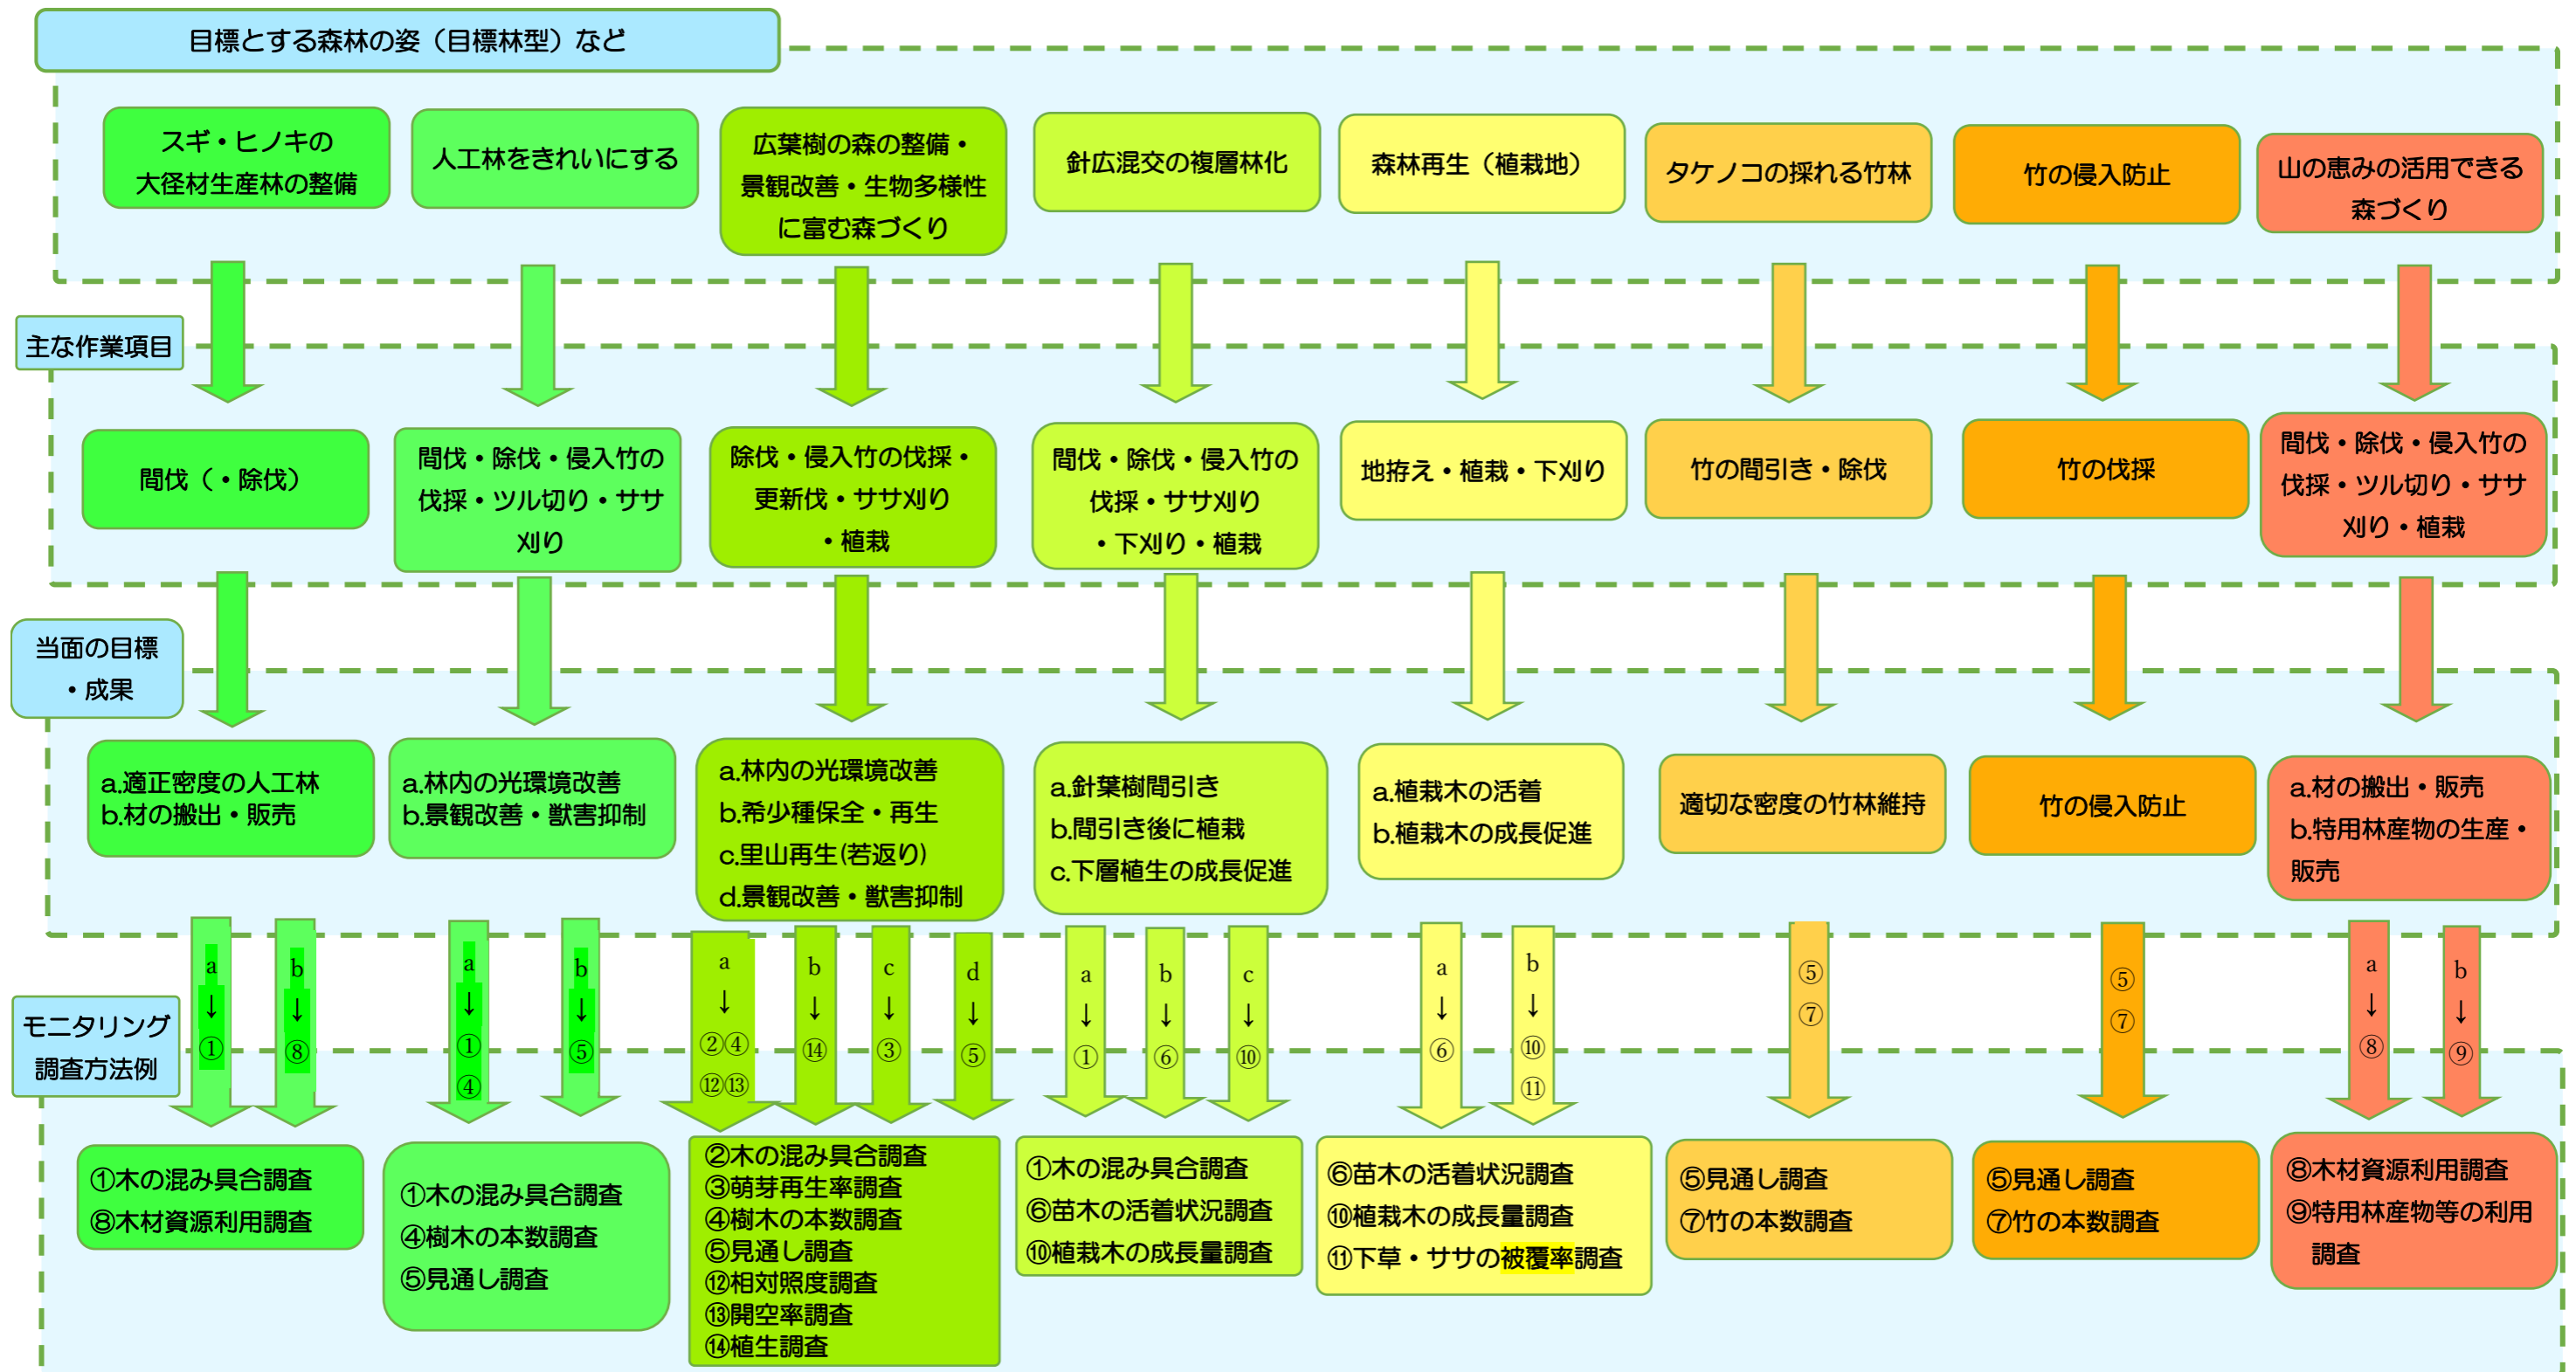 目標とする森林の姿（目標林型）など
スギ・ヒノキの
大径材生産林の整備
人工林をきれいにする
広葉樹の森の整備・
景観改善・生物多様性
に富む森づくり
針広混交の複層林化
森林再生（植栽地）
タケノコの採れる竹林
竹の侵入防止
山の恵みの活用できる
森づくり
主な作業項目
間伐（・除伐）
間伐・除伐・侵入竹の
伐採・ツル切り・ササ
刈り
除伐・侵入竹の伐採・
更新伐・ササ刈り
・植栽
間伐・除伐・侵入竹の
伐採・ササ刈り
・下刈り・植栽
地拵え・植栽・下刈り
竹の間引き・除伐
竹の伐採
間伐・除伐・侵入竹の
伐採・ツル切り・ササ
刈り・植栽
当面の目標
・成果
a.適正密度の人工林
b.材の搬出・販売
a.林内の光環境改善
b.景観改善・獣害抑制
a.林内の光環境改善
b.希少種保全・再生
c.里山再生(若返り)
d.景観改善・獣害抑制
a.針葉樹間引き
b.間引き後に植栽
c.下層植生の成長促進
a.植栽木の活着
b.植栽木の成長促進
適切な密度の竹林維持
竹の侵入防止
a.材の搬出・販売
b.特用林産物の生産・
販売
モニタリング
調査方法例
a
↓
①
b
↓
⑧
a
↓
①
④
b
↓
⑤
a
↓
②④
⑫⑬
b
↓
⑭
c
↓
③
d
↓
⑤
a
↓
①
b
↓
⑥
c
↓
⑩
a
↓
⑥
b
↓
⑩
⑪
⑤
⑦
⑤
⑦
a
↓
⑧
b
↓
⑨
①木の混み具合調査
⑧木材資源利用調査
①木の混み具合調査
④樹木の本数調査
⑤見通し調査
②木の混み具合調査
③萌芽再生率調査
④樹木の本数調査
⑤見通し調査
⑫相対照度調査
⑬開空率調査
⑭植生調査
①木の混み具合調査
⑥苗木の活着状況調査
⑩植栽木の成長量調査
⑥苗木の活着状況調査
⑩植栽木の成長量調査
⑪下草・ササの被覆率調査
⑤見通し調査
⑦竹の本数調査
⑤見通し調査
⑦竹の本数調査
⑧木材資源利用調査
⑨特用林産物等の利用
調査